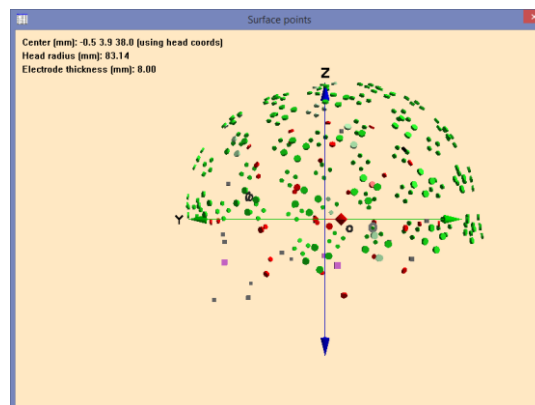 Surface points
Center (mm): -0.5 3.9 38.0 (using head coords)
Head radius (mm): 83.14
Electrode thickness (mm): 8.00
Z
Y